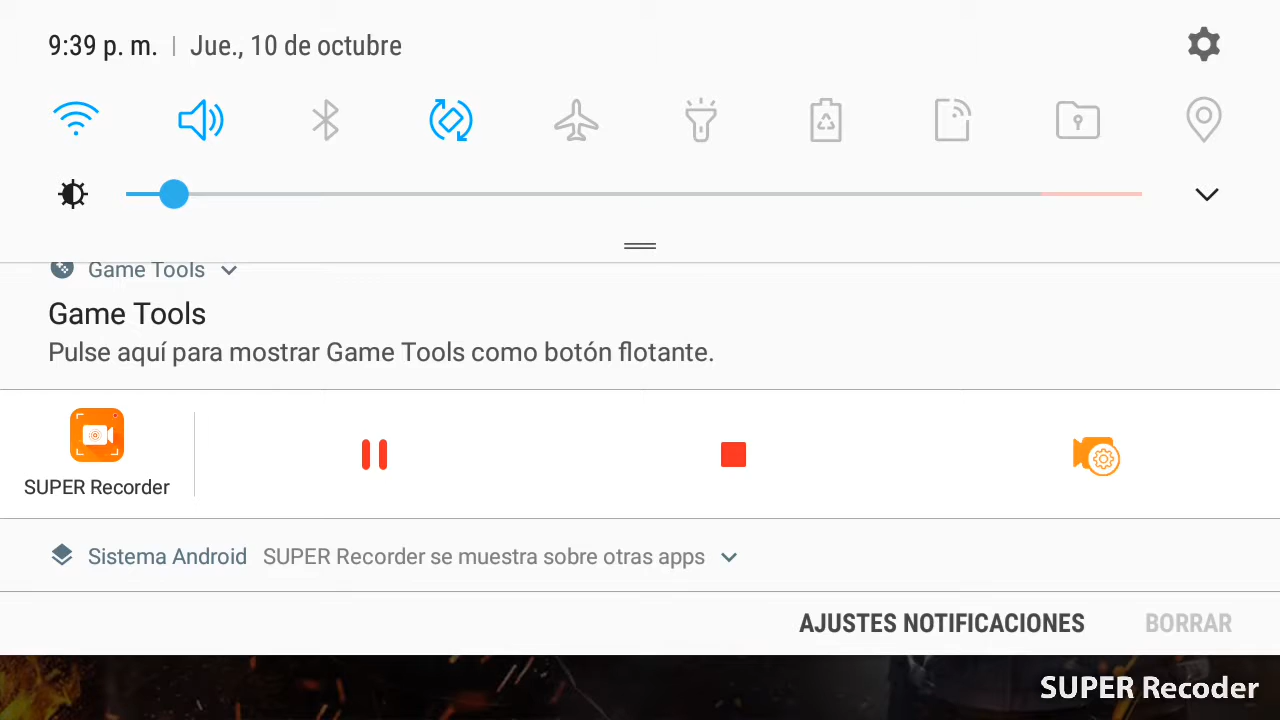 9:39 p. m. | Jue., 10 de octubre
Game Tools
Game Tools
Pulse aquí para mostrar Game Tools como botón flotante.
SUPER Recorder
Sistema Android SUPER Recorder se muestra sobre otras apps
AJUSTES NOTIFICACIONES BORRAR
SUPER Recoder